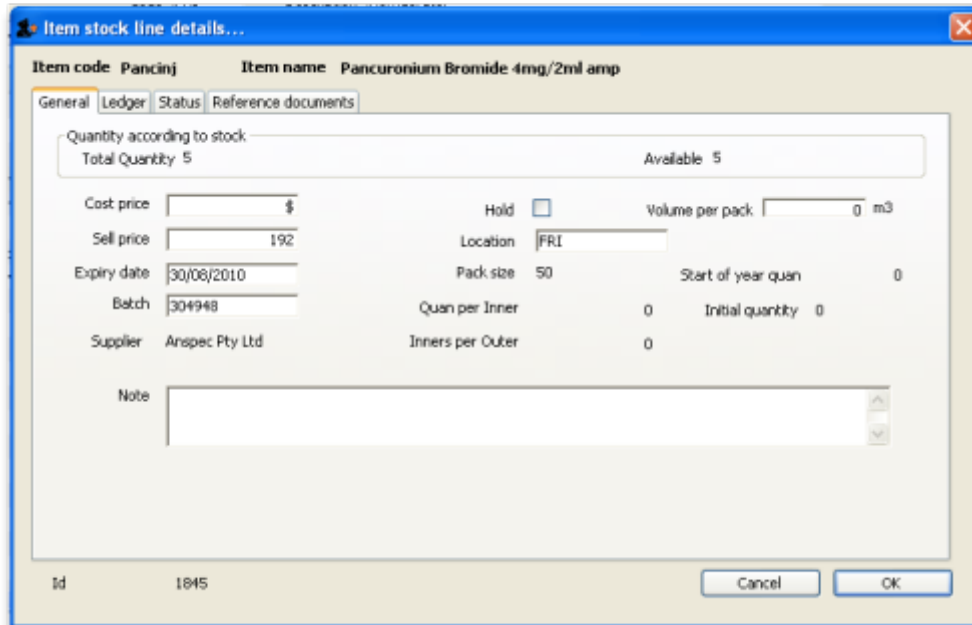 Item stock line details...
Item code Pancinj Item name Pancuronium Bromide 4mg/2ml amp
General Ledger Status Reference documents
Quantity according to stock
Total Quantity 5 Available 5
Cost price $ Hold Volume per pack 0 m3
Sell price 192 Location FRI
Expiry date 30/08/2010 Pack size 50 Start of year quan 0
Batch 304948 Quan per Inner 0 Initial quantity 0
Supplier Anspec Pty Ltd Inners per Outer 0
Note
Id 1845 Cancel OK